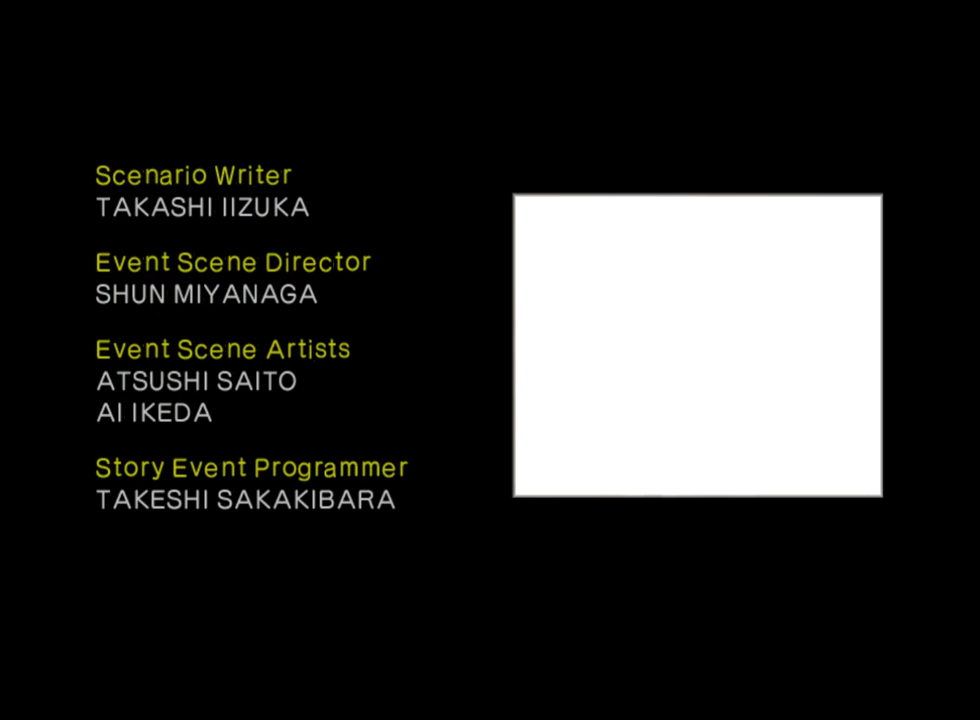 Scenario Writer
TAKASHI IIZUKA
Event Scene Director
SHUN MIYANAGA
Event Scene Artists
ATSUSHI SAITO
AI IKEDA
Story Event Programmer
TAKESHI SAKAKIBARA